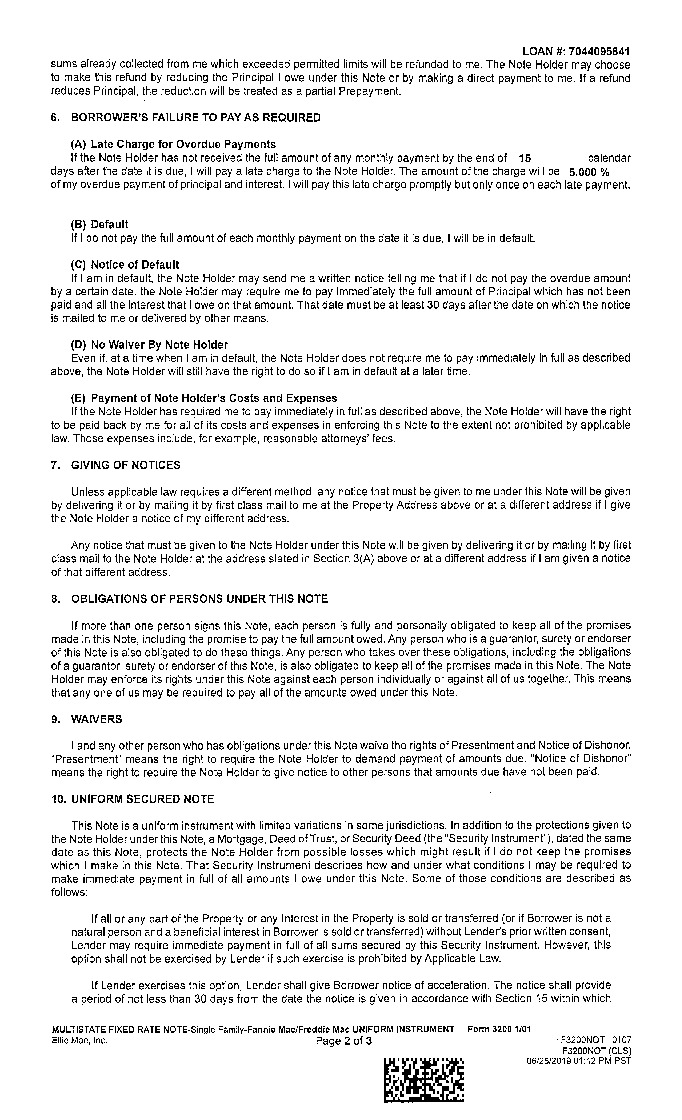 LOAN #: 7044095641
sums already collected from me which exceeded permitted limits will be refunded to me. The Note Holder may choose
to make this refund by reducing the Principal I owe under this Note or by making a direct payment to me. If a refund
reduces Principal, the reduction will be treated as a partial Prepayment.
6. BORROWER'S FAILURE TO PAY AS REQUIRED
(A) Late Charge for Overdue Payments
If the Note Holder has not received the full amount of any monthly payment by the end of 15 calendar
days after the date it is due, I will pay a late charge to the Note Holder. The amount of the charge will be 5.000 %
of my overdue payment of principal and interest. I will pay this late charge promptly but only once on each late payment.
(B) Default
If I do not pay the full amount of each monthly payment on the date it is due, I will be in default.
(C) Notice of Default
If I am in default, the Note Holder may send me a written notice telling me that if I do not pay the overdue amount
by a certain date, the Note Holder may require me to pay immediately the full amount of Principal which has not been
paid and all the interest that I owe on that amount. That date must be at least 30 days after the date on which the notice
is mailed to me or delivered by other means.
(D) No Waiver By Note Holder
Even if, at a time when I am in default, the Note Holder does not require me to pay immediately in full as described
above, the Note Holder will still have the right to do so if I am in default at a later time.
(E) Payment of Note Holder's Costs and Expenses
If the Note Holder has required me to pay immediately in full as described above, the Note Holder will have the right
to be paid back by me for all of its costs and expenses in enforcing this Note to the extent not prohibited by applicable
law. Those expenses include, for example, reasonable attorneys' fees.
7. GIVING OF NOTICES
Unless applicable law requires a different method, any notice that must be given to me under this Note will be given
by delivering it or by mailing it by first class mail to me at the Property Address above or at a different address if I give
the Note Holder a notice of my different address.
Any notice that must be given to the Note Holder under this Note will be given by delivering it or by mailing it by first
class mail to the Note Holder at the address stated in Section 3(A) above or at a different address if I am given a notice
of that different address.
8. OBLIGATIONS OF PERSONS UNDER THIS NOTE
If more than one person signs this Note, each person is fully and personally obligated to keep all of the promises
made in this Note, including the promise to pay the full amount owed. Any person who is a guarantor, surety or endorser
of this Note is also obligated to do these things. Any person who takes over these obligations, including the obligations
of a guarantor, surety or endorser of this Note, is also obligated to keep all of the promises made in this Note. The Note
Holder may enforce its rights under this Note against each person individually or against all of us together. This means
that any one of us may be required to pay all of the amounts owed under this Note.
9. WAIVERS
I and any other person who has obligations under this Note waive the rights of Presentment and Notice of Dishonor.
"Presentment" means the right to require the Note Holder to demand payment of amounts due. "Notice of Dishonor"
means the right to require the Note Holder to give notice to other persons that amounts due have not been paid.
10. UNIFORM SECURED NOTE
This Note is a uniform instrument with limited variations in some jurisdictions. In addition to the protections given to
the Note Holder under this Note, a Mortgage, Deed of Trust, or Security Deed (the "Security Instrument"), dated the same
date as this Note, protects the Note Holder from possible losses which might result if I do not keep the promises
which I make in this Note. That Security Instrument describes how and under what conditions I may be required to
make immediate payment in full of all amounts I owe under this Note. Some of those conditions are described as
follows:
If all or any part of the Property or any Interest in the Property is sold or transferred (or if Borrower is not a
natural person and a beneficial interest in Borrower is sold or transferred) without Lender's prior written consent,
Lender may require immediate payment in full of all sums secured by this Security Instrument. However, this
option shall not be exercised by Lender if such exercise is prohibited by Applicable Law.
If Lender exercises this option, Lender shall give Borrower notice of acceleration. The notice shall provide
a period of not less than 30 days from the date the notice is given in accordance with Section 15 within which
MULTISTATE FIXED RATE NOTE-Single Family-Fannie Mae/Freddie Mac UNIFORM INSTRUMENT Form 3200 1/01
Ellie Mae, Inc. Page 2 of 3 F3200NOT 0107
F3200NOT (CLS)
06/25/2019 01:12 PM PST